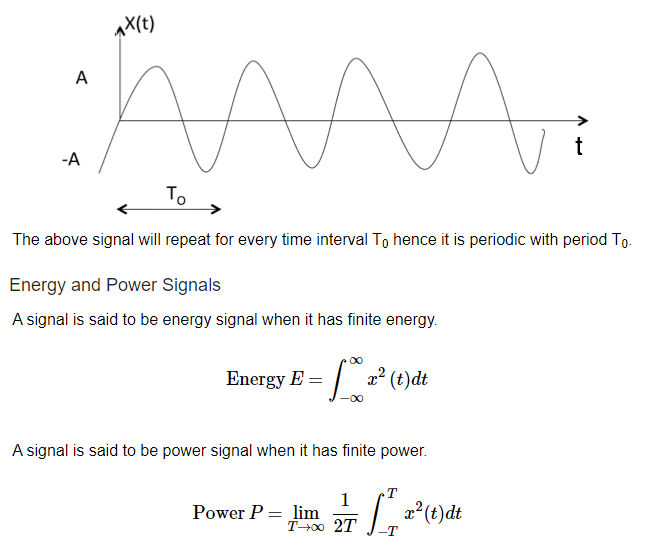 X(t)
A
-A
t
T₀
The above signal will repeat for every time interval T₀ hence it is periodic with period T₀.
Energy and Power Signals
A signal is said to be energy signal when it has finite energy.
Energy E = ∫_{-∞}^{∞} x² (t)dt
A signal is said to be power signal when it has finite power.
Power P = lim_{T→∞} 1/2T ∫_{-T}^{T} x²(t)dt